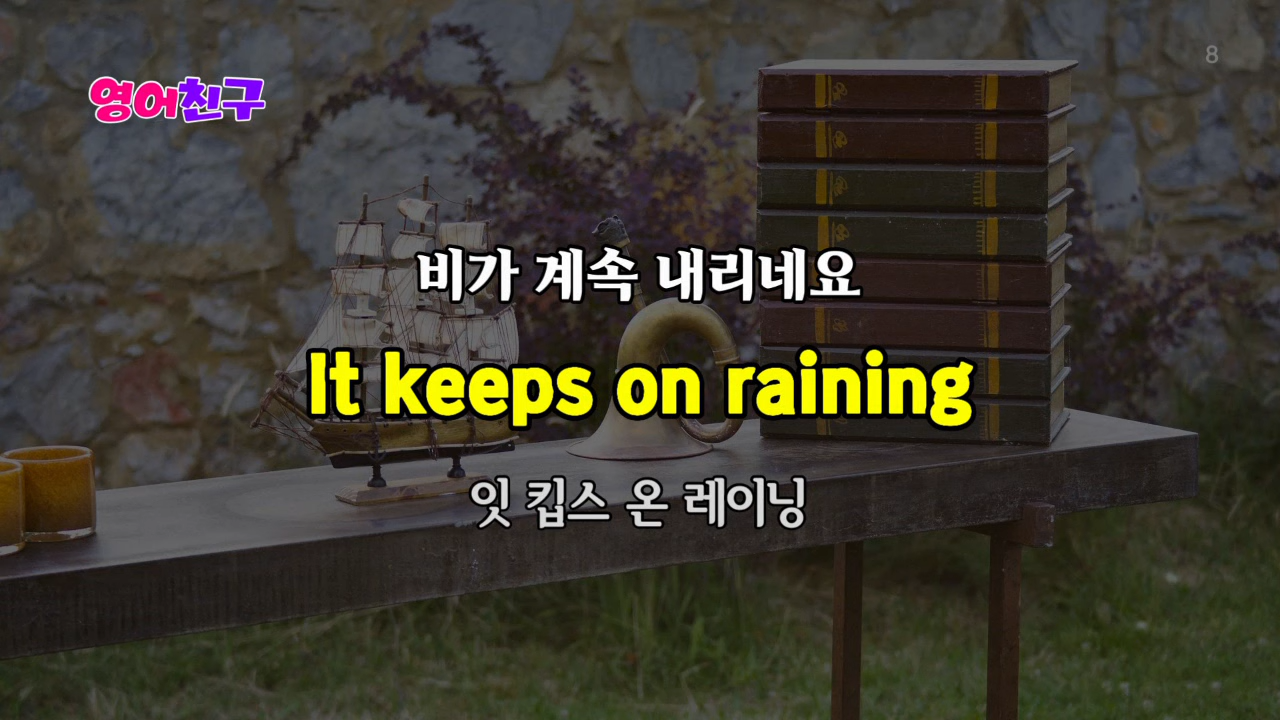 8
영어친구
비가 계속 내리네요
It keeps on raining
잇 킵스 온 레이닝